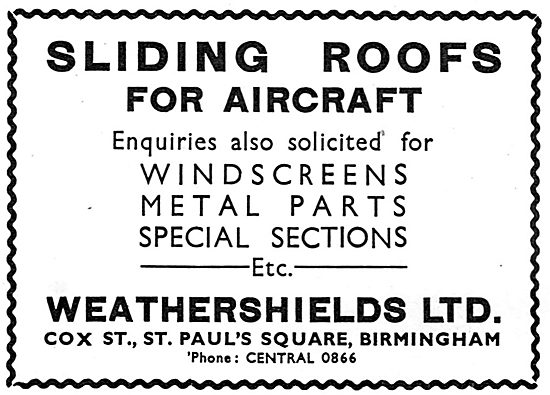 SLIDING ROOFS
FOR AIRCRAFT
Enquiries also solicited for
WINDSCREENS
METAL PARTS
SPECIAL SECTIONS
Etc.
WEATHERSHIELDS LTD.
COX ST., ST. PAUL'S SQUARE, BIRMINGHAM
'Phone: CENTRAL 0866